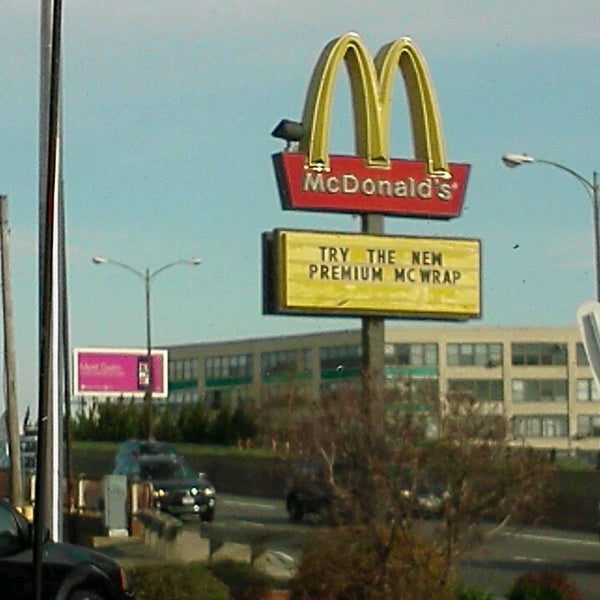 McDonald's
TRY THE NEW
PREMIUM MCWRAP